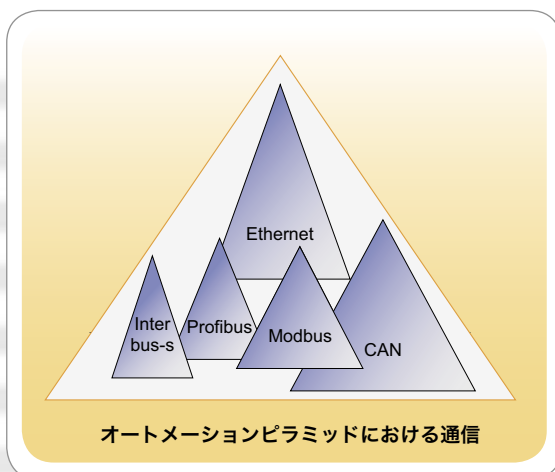 Ethernet
Inter
bus-s
Profibus
Modbus
CAN
オートメーションピラミッドにおける通信